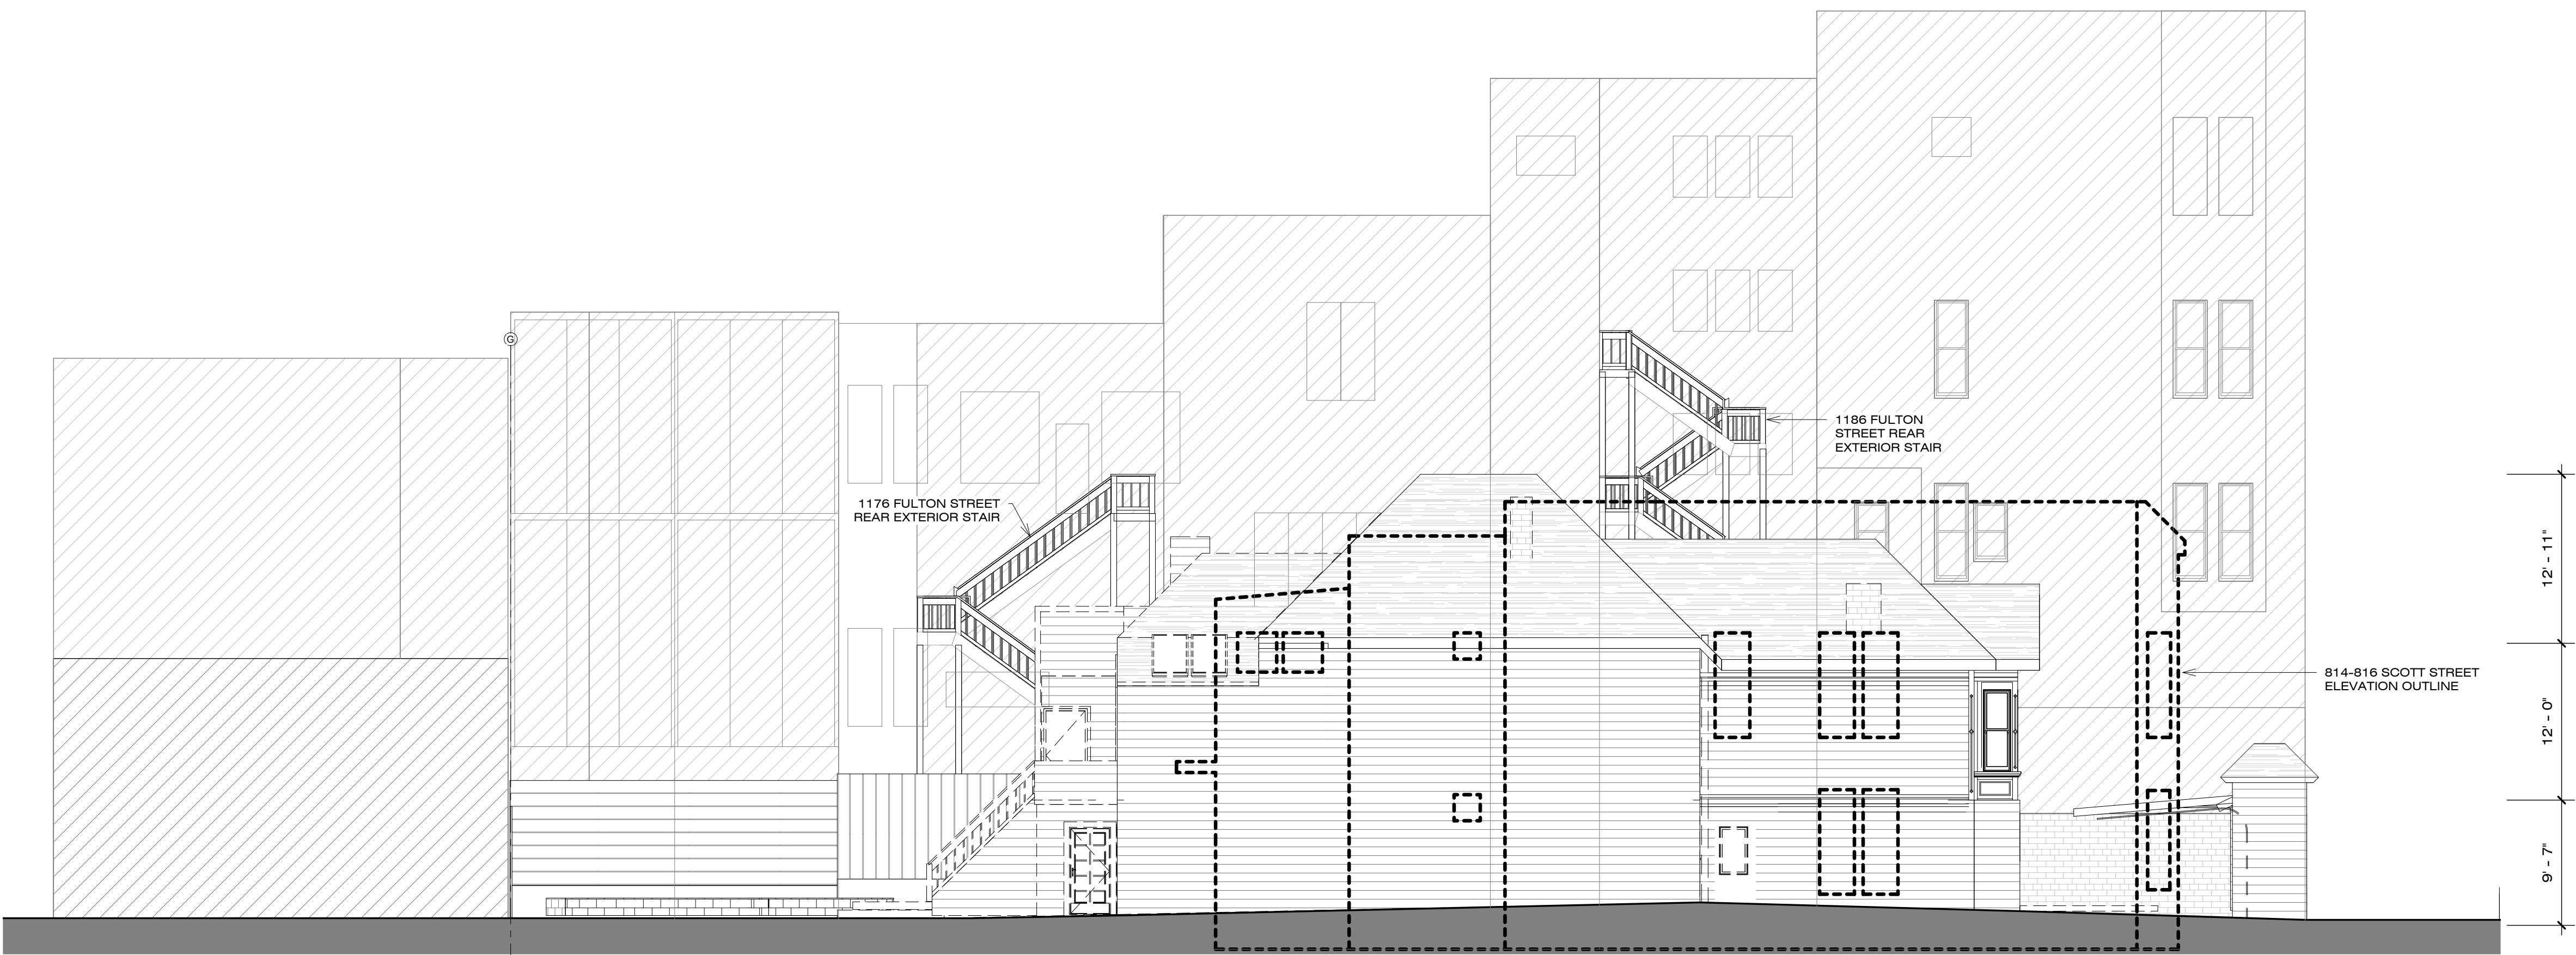 G
1186 FULTON
STREET REAR
EXTERIOR STAIR
1176 FULTON STREET
REAR EXTERIOR STAIR
12' - 11"
814-816 SCOTT STREET
ELEVATION OUTLINE
12' - 0"
9' - 7"